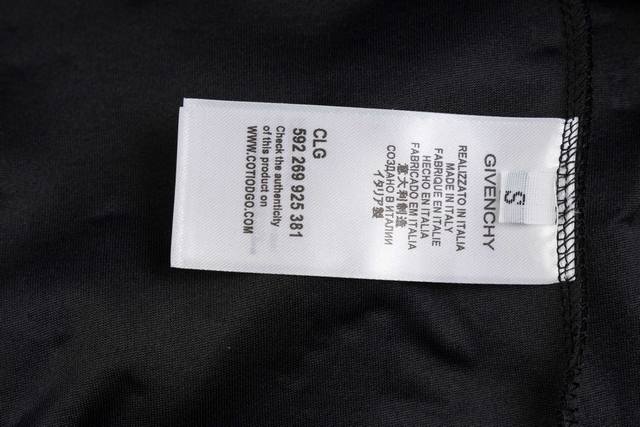 GIVENCHY
S
REALIZZATO IN ITALIA
MADE IN ITALY
FABRIQUE EN ITALIE
HECHO EN ITALIA
FABRICADO EM ITALIA
意大利制造
СОЗДАНО В ИТАЛИИ
イタリア製
CLG
592 269 925 381
Check the authenticity
of this product on
WWW.COTIODGO.COM